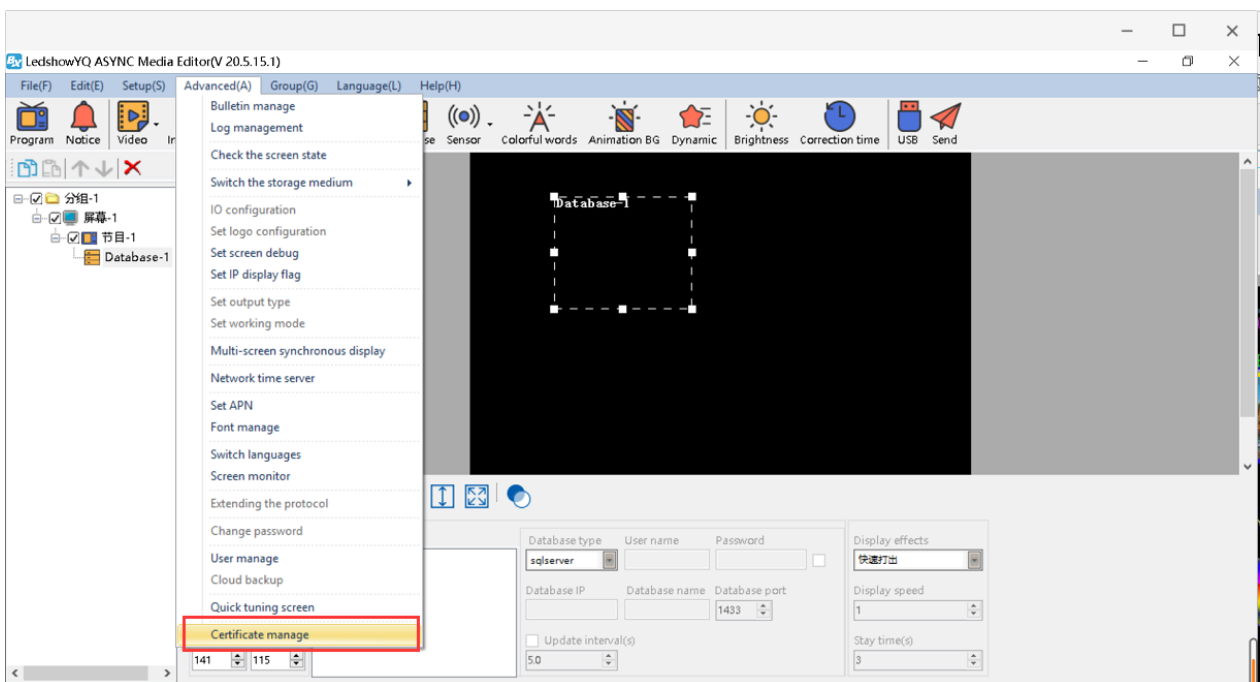 LedshowYQ ASYNC Media Editor(V 20.5.15.1)
File(F) Edit(E) Setup(S) Advanced(A) Group(G) Language(L) Help(H)
Program Notice Video Sensor Colorful words Animation BG Dynamic Brightness Correction time USB Send
分组-1
屏幕-1
节目-1
Database-1
Bulletin manage
Log management
Check the screen state
Switch the storage medium
IO configuration
Set logo configuration
Set screen debug
Set IP display flag
Set output type
Set working mode
Multi-screen synchronous display
Network time server
Set APN
Font manage
Switch languages
Screen monitor
Extending the protocol
Change password
User manage
Cloud backup
Quick tuning screen
Certificate manage
Database-1
141 115
Database type User name Password
sqlserver
Database IP Database name Database port
1433
Update interval(s)
5.0
Display effects
快速打出
Display speed
1
Stay time(s)
3